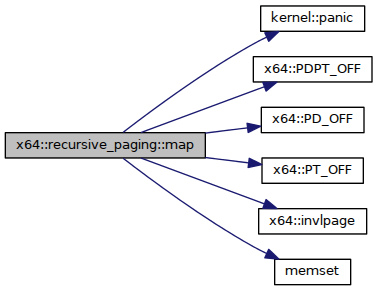 kernel::panic
x64::PDPT_OFF
x64::PD_OFF
x64::recursive_paging::map
x64::PT_OFF
x64::invlpage
memset